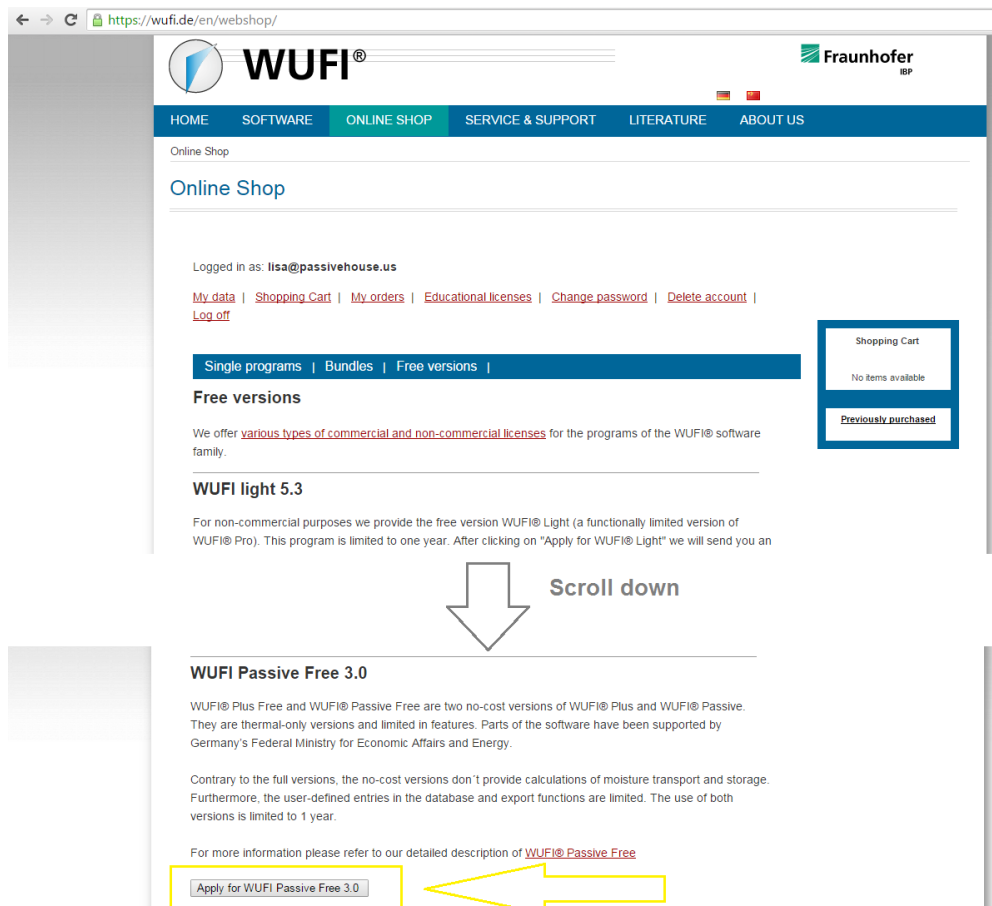 https://wufi.de/en/webshop/
WUFI®
Fraunhofer
IBP
HOME SOFTWARE ONLINE SHOP SERVICE & SUPPORT LITERATURE ABOUT US
Online Shop
Online Shop
Logged in as: lisa@passivehouse.us
My data | Shopping Cart | My orders | Educational licenses | Change password | Delete account |
Log off
Shopping Cart
No items available
Previously purchased
Single programs | Bundles | Free versions |
Free versions
We offer various types of commercial and non-commercial licenses for the programs of the WUFI® software
family.
WUFI light 5.3
For non-commercial purposes we provide the free version WUFI® Light (a functionally limited version of
WUFI® Pro). This program is limited to one year. After clicking on "Apply for WUFI® Light" we will send you an
Scroll down
WUFI Passive Free 3.0
WUFI® Plus Free and WUFI® Passive Free are two no-cost versions of WUFI® Plus and WUFI® Passive.
They are thermal-only versions and limited in features. Parts of the software have been supported by
Germany's Federal Ministry for Economic Affairs and Energy.
Contrary to the full versions, the no-cost versions don´t provide calculations of moisture transport and storage.
Furthermore, the user-defined entries in the database and export functions are limited. The use of both
versions is limited to 1 year.
For more information please refer to our detailed description of WUFI® Passive Free
Apply for WUFI Passive Free 3.0